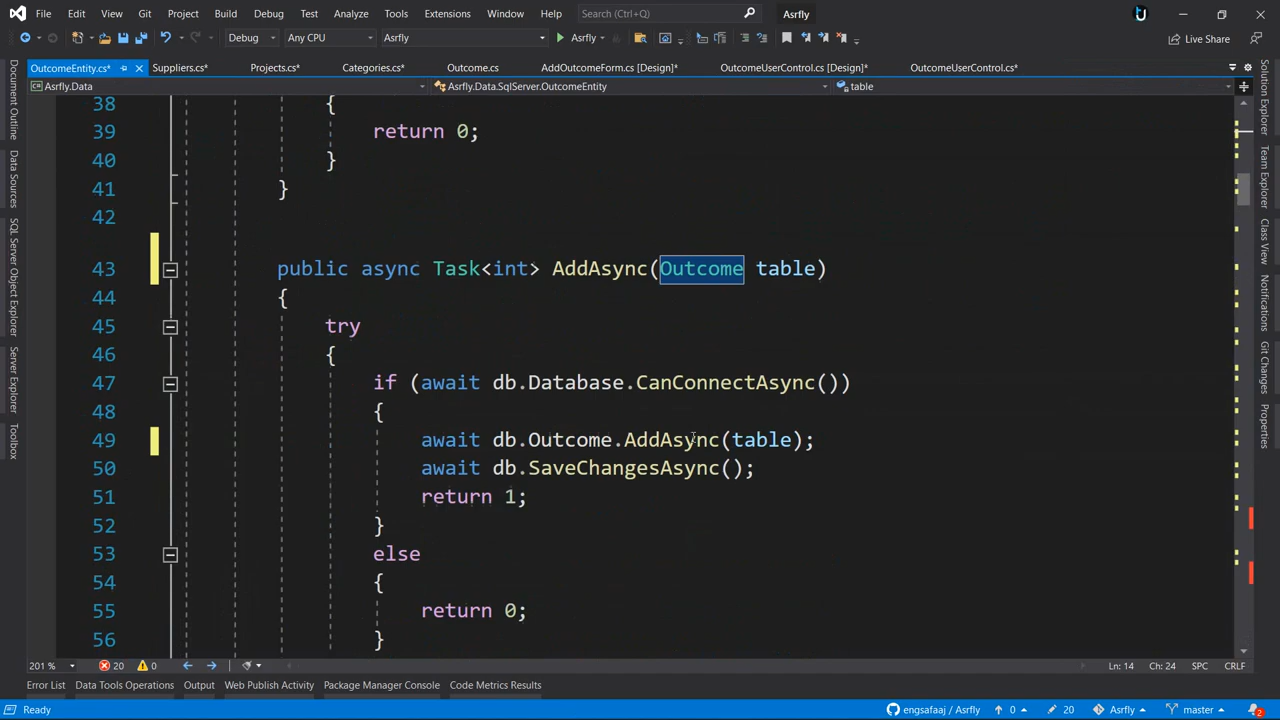 File Edit View Git Project Build Debug Test Analyze Tools Extensions Window Help Search (Ctrl+Q) Asrfly
Debug Any CPU Asrfly Asrfly Live Share
OutcomeEntity.cs* Suppliers.cs* Projects.cs* Categories.cs* Outcome.cs AddOutcomeForm.cs [Design]* OutcomeUserControl.cs [Design]* OutcomeUserControl.cs*
Asrfly.Data Asrfly.Data.SqlServer.OutcomeEntity table
38 {
39 return 0;
40 }
41 }
42
43 public async Task<int> AddAsync(Outcome table)
44 {
45 try
46 {
47 if (await db.Database.CanConnectAsync())
48 {
49 await db.Outcome.AddAsync(table);
50 await db.SaveChangesAsync();
51 return 1;
52 }
53 else
54 {
55 return 0;
56 }
Document Outline
Data Sources
SQL Server Object Explorer
Server Explorer
Toolbox
Solution Explorer
Team Explorer
Notifications
Class View
Git Changes
Properties
201 % 20 0 Ln: 14 Ch: 24 SPC CRLF
Error List Data Tools Operations Output Web Publish Activity Package Manager Console Code Metrics Results
Ready engsafaaj / Asrfly 0 20 Asrfly master 2